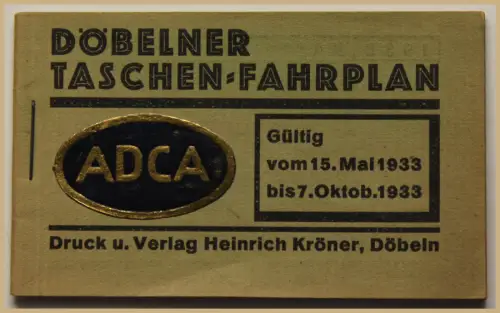 DÖBELNER
TASCHEN-FAHRPLAN
ADCA
Gültig
vom 15. Mai 1933
bis 7. Oktob. 1933
Druck u. Verlag Heinrich Kröner, Döbeln